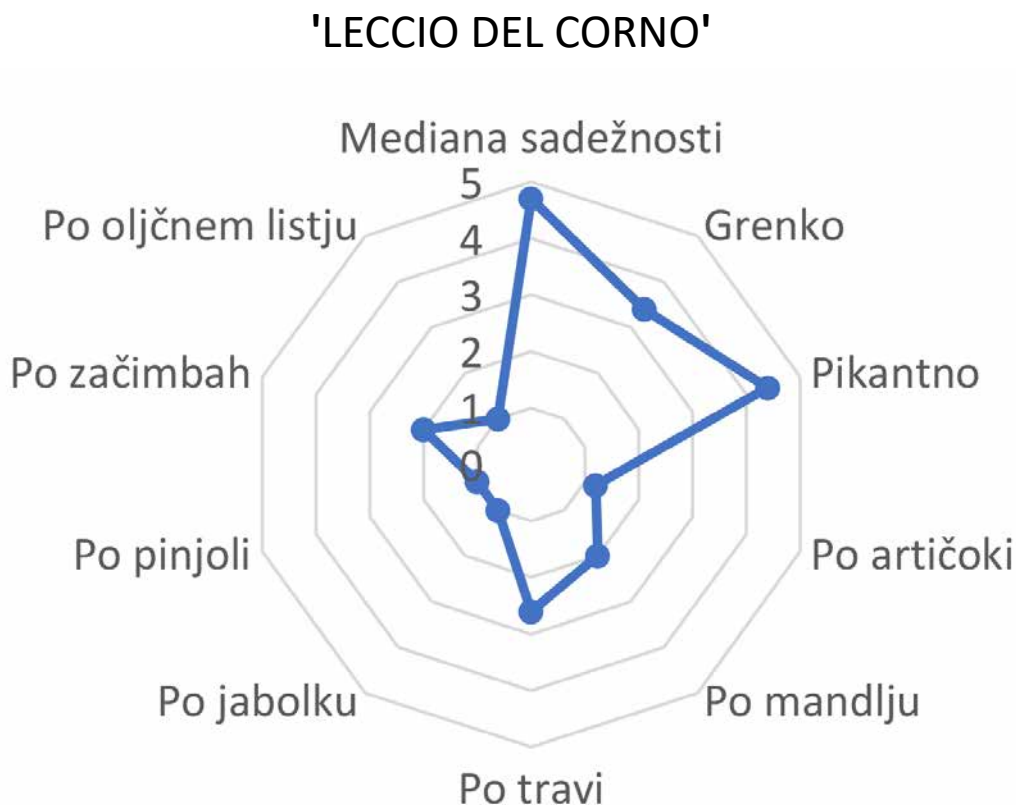 'LECCIO DEL CORNO'
Mediana sadežnosti
Grenko
Pikantno
Po artičoki
Po mandlju
Po travi
Po jabolku
Po pinjoli
Po začimbah
Po oljčnem listju
5
4
3
2
1
0